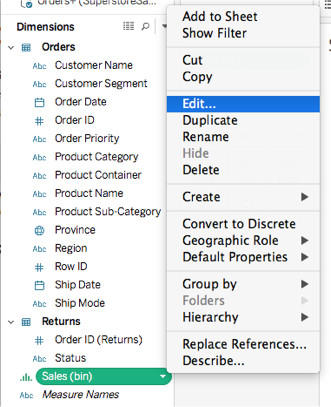 Orders+ (SuperstoreSa...
Dimensions
Orders
Abc Customer Name
Abc Customer Segment
Order Date
# Order ID
Abc Order Priority
Abc Product Category
Abc Product Container
Abc Product Name
Abc Product Sub-Category
Province
Abc Region
# Row ID
Ship Date
Abc Ship Mode
Returns
# Order ID (Returns)
Abc Status
Sales (bin)
Abc Measure Names
Add to Sheet
Show Filter
Cut
Copy
Edit...
Duplicate
Rename
Hide
Delete
Create
Convert to Discrete
Geographic Role
Default Properties
Group by
Folders
Hierarchy
Replace References...
Describe...